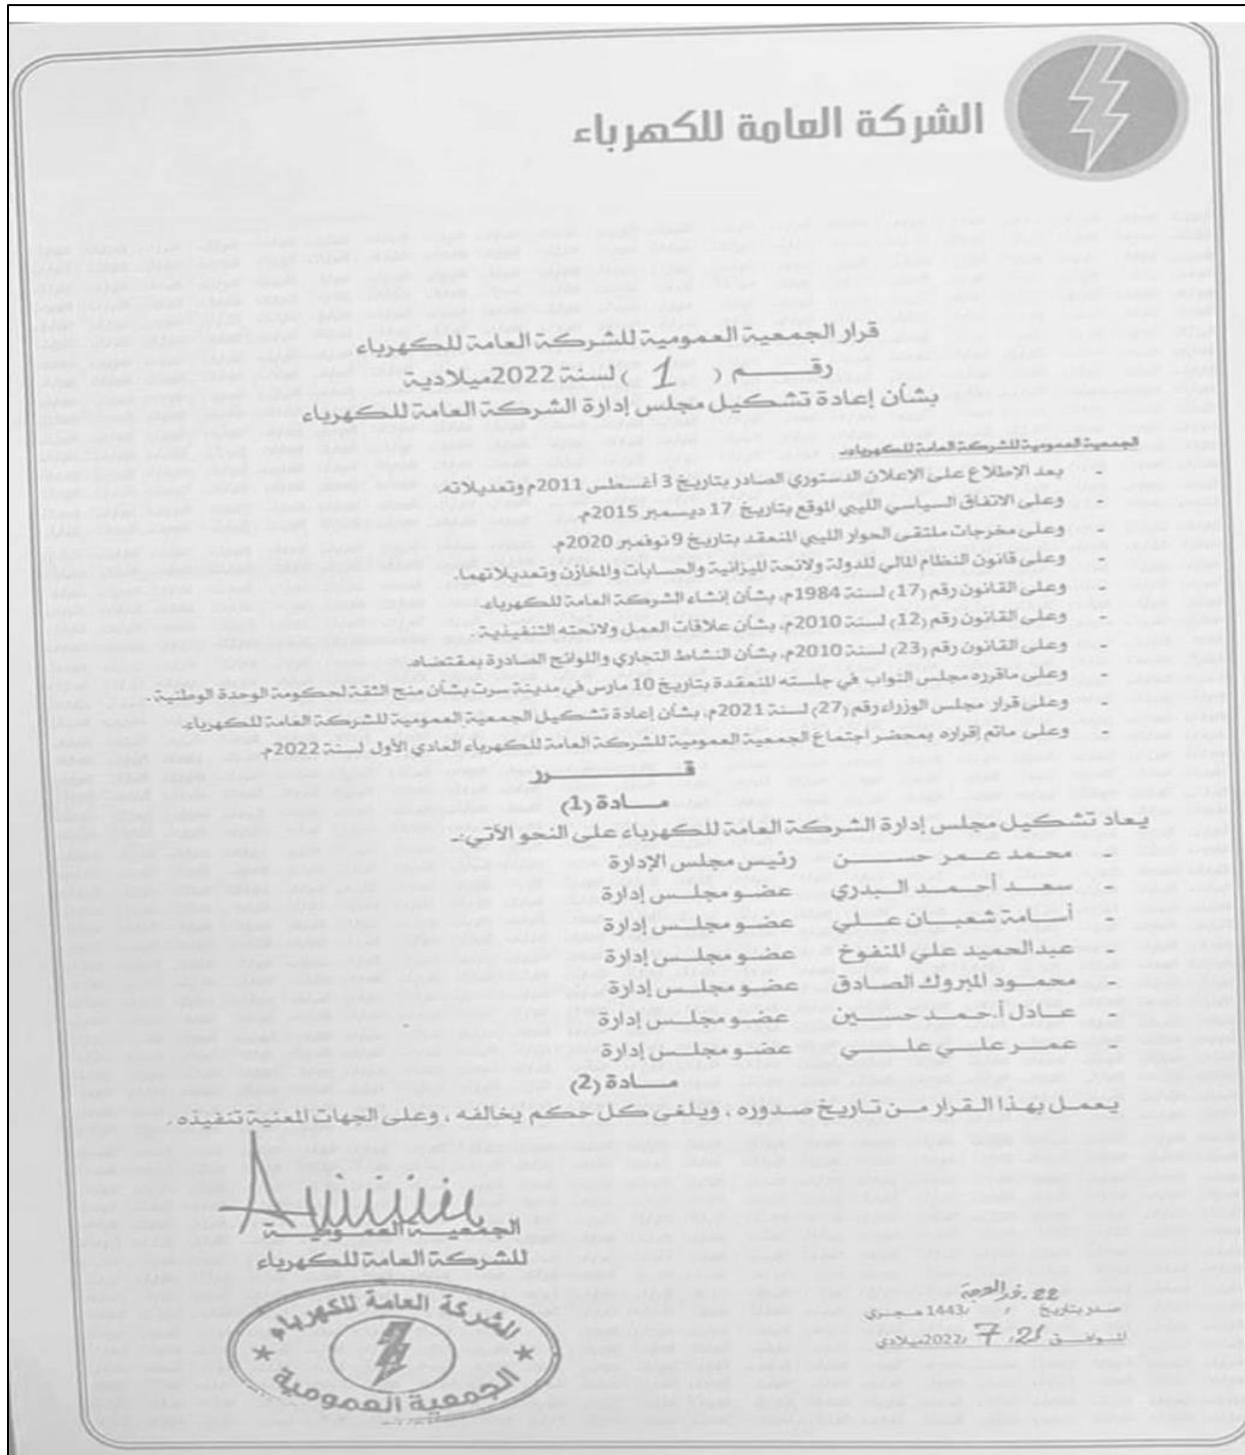 الشركة العامة للكهرباء
قرار الجمعية العمومية للشركة العامة للكهرباء
رقـــم ( 1 ) لسنة 2022 ميلادية
بشأن إعادة تشكيل مجلس إدارة الشركة العامة للكهرباء
الجمعية العمومية للشركة العامة للكهرباء:ـ
- بعد الإطلاع على الإعلان الدستوري الصادر بتاريخ 3 أغسطس 2011م وتعديلاته.
- وعلى الاتفاق السياسي الليبي الموقع بتاريخ 17 ديسمبر 2015م.
- وعلى مخرجات ملتقى الحوار الليبي المنعقد بتاريخ 9 نوفمبر 2020م.
- وعلى قانون النظام المالي للدولة ولائحة الميزانية والحسابات والمخازن وتعديلاتهما.
- وعلى القانون رقم (17) لسنة 1984م، بشأن إنشاء الشركة العامة للكهرباء.
- وعلى القانون رقم (12) لسنة 2010م، بشأن علاقات العمل ولائحته التنفيذية .
- وعلى القانون رقم (23) لسنة 2010م، بشأن النشاط التجاري واللوائح الصادرة بمقتضاه.
- وعلى ماقرره مجلس النواب في جلسته المنعقدة بتاريخ 10 مارس في مدينة سرت بشأن منح الثقة لحكومة الوحدة الوطنية .
- وعلى قرار مجلس الوزراء رقم (27) لسنة 2021م، بشأن إعادة تشكيل الجمعية العمومية للشركة العامة للكهرباء.
- وعلى ماتم إقراره بمحضر اجتماع الجمعية العمومية للشركة العامة للكهرباء العادي الأول لسنة 2022م.
قـــــــرر
مـــادة (1)
يعاد تشكيل مجلس إدارة الشركة العامة للكهرباء على النحو الآتي:ـ
- محمد عمر حسن رئيس مجلس الإدارة
- سعد أحمد البدري عضو مجلس إدارة
- أسامة شعبان علي عضو مجلس إدارة
- عبدالحميد علي المنفوخ عضو مجلس إدارة
- محمود المبروك الصادق عضو مجلس إدارة
- عادل أحمد حسين عضو مجلس إدارة
- عمر علي علي عضو مجلس إدارة
مـــادة (2)
يعمل بهذا القرار من تاريخ صدوره ، ويلغى كل حكم يخالفه ، وعلى الجهات المعنية تنفيذه .
الجمعية العمومية
للشركة العامة للكهرباء
الشركة العامة للكهرباء
الجمعية العمومية
22 ذو الحجة
صدر بتاريخ / /1443 هجري
الموافق 21 / 7 /2022 ميلادي